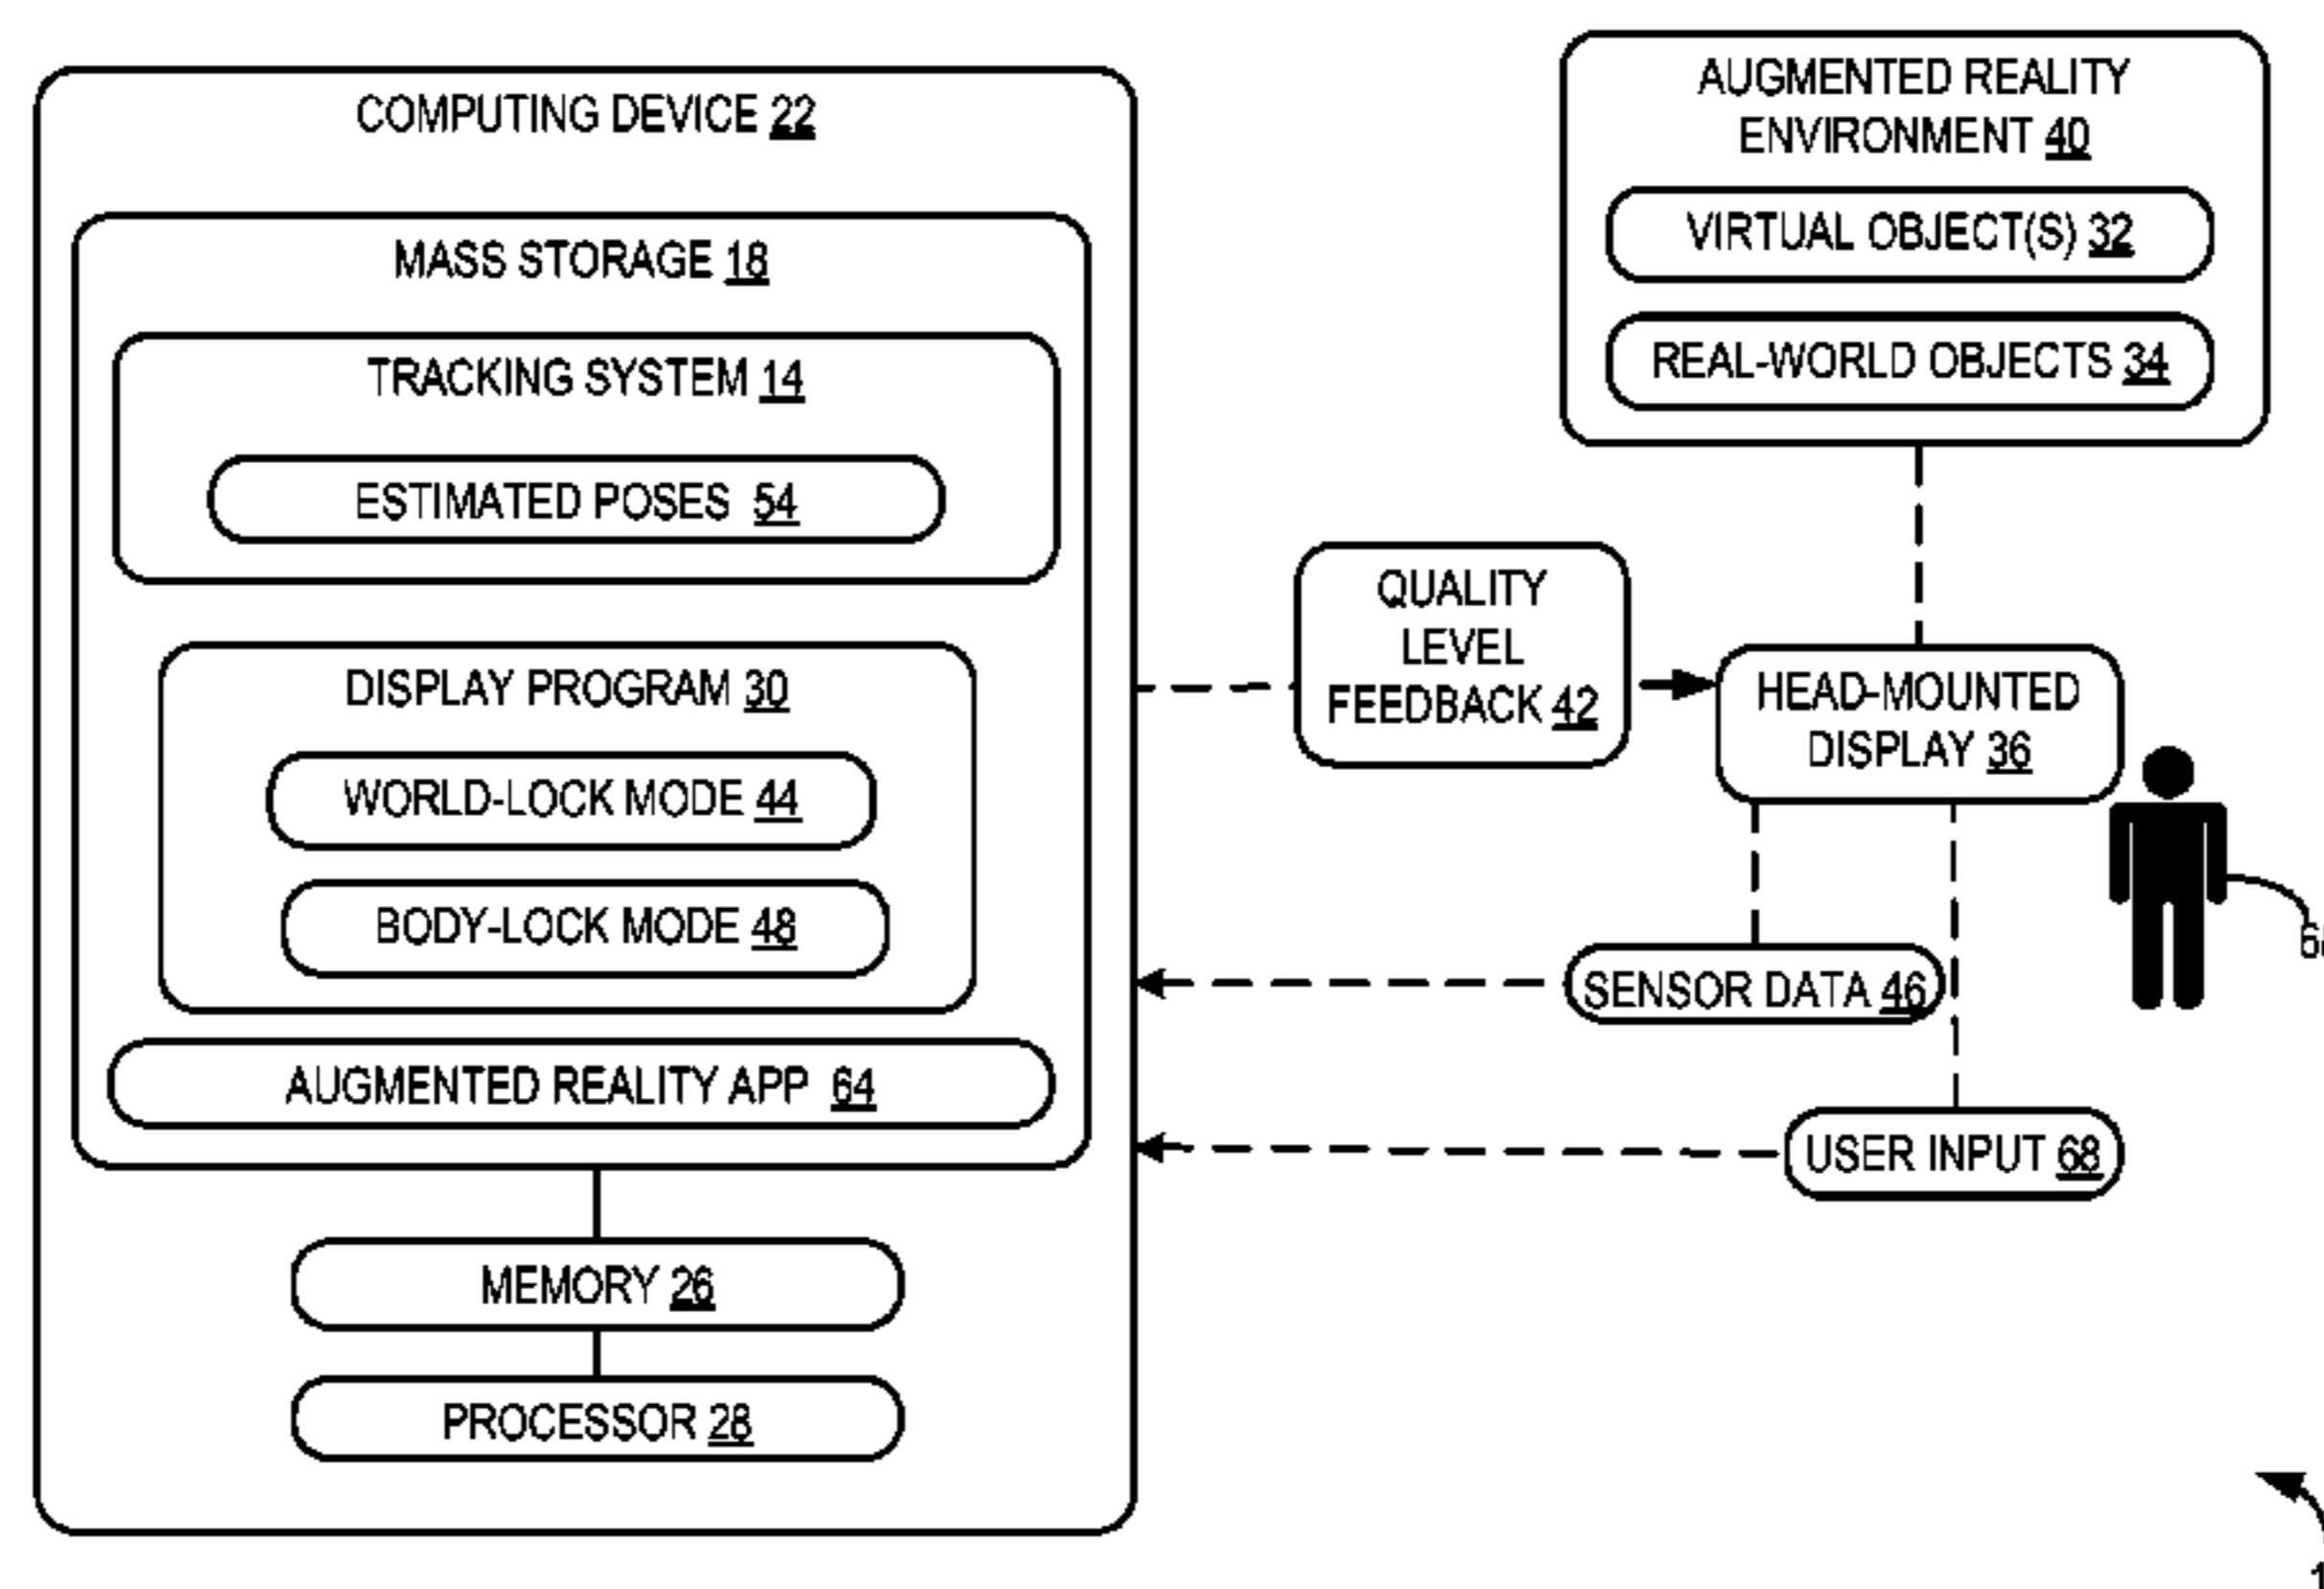 COMPUTING DEVICE 22
MASS STORAGE 18
TRACKING SYSTEM 14
ESTIMATED POSES 54
DISPLAY PROGRAM 30
WORLD-LOCK MODE 44
BODY-LOCK MODE 48
AUGMENTED REALITY APP 64
MEMORY 26
PROCESSOR 28
QUALITY
LEVEL
FEEDBACK 42
AUGMENTED REALITY
ENVIRONMENT 40
VIRTUAL OBJECT(S) 32
REAL-WORLD OBJECTS 34
HEAD-MOUNTED
DISPLAY 36
SENSOR DATA 46
USER INPUT 68